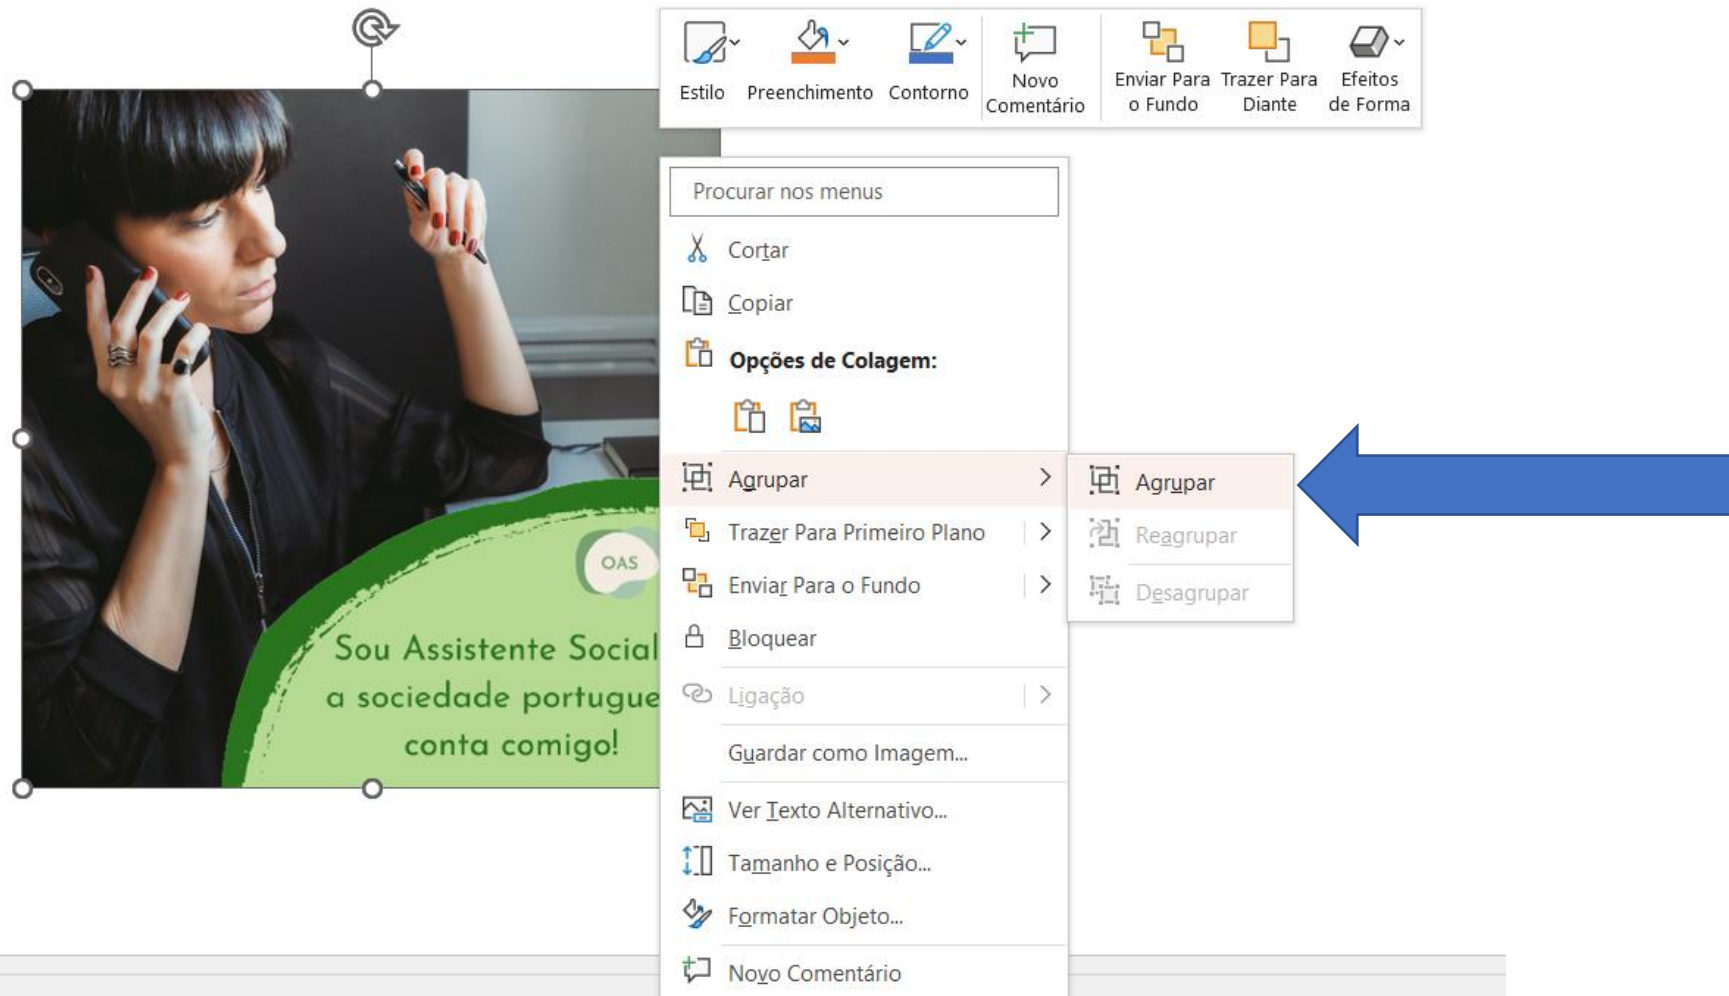 Estilo
Preenchimento
Contorno
Novo
Comentário
Enviar Para
o Fundo
Trazer Para
Diante
Efeitos
de Forma
Procurar nos menus
Cortar
Copiar
Opções de Colagem:
Agrupar
Trazer Para Primeiro Plano
Enviar Para o Fundo
Bloquear
Ligação
Guardar como Imagem...
Ver Texto Alternativo...
Tamanho e Posição...
Formatar Objeto...
Novo Comentário
Agrupar
Reagrupar
Desagrupar
OAS
Sou Assistente Social
a sociedade portugue
conta comigo!